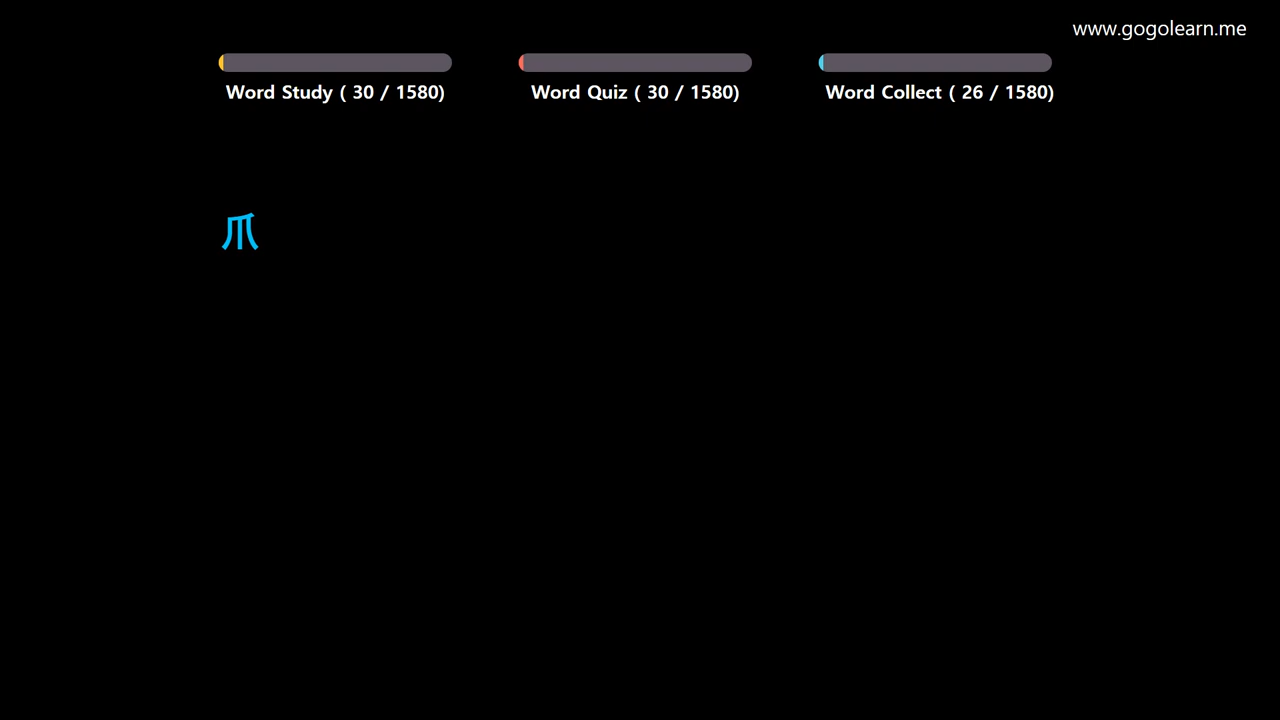 www.gogolearn.me
Word Study ( 30 / 1580)
Word Quiz ( 30 / 1580)
Word Collect ( 26 / 1580)
爪